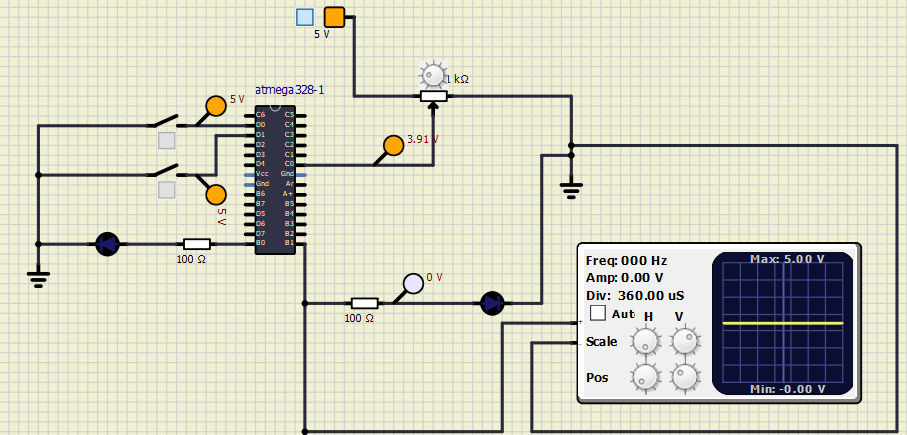 5 V
1 kΩ
atmega328-1
5 V
3.91 V
C6 C5
D0 C4
D1 C3
D2 C2
D3 C1
D4 C0
Vcc Gnd
Gnd Ar
B6 A+
B7 B5
D5 B4
D6 B3
D7 B2
B0 B1
5 V
100 Ω
0 V
100 Ω
Freq: 000 Hz
Amp: 0.00 V
Div: 360.00 uS
Aut H V
Scale
Pos
+
-
Max: 5.00 V
Min: -0.00 V